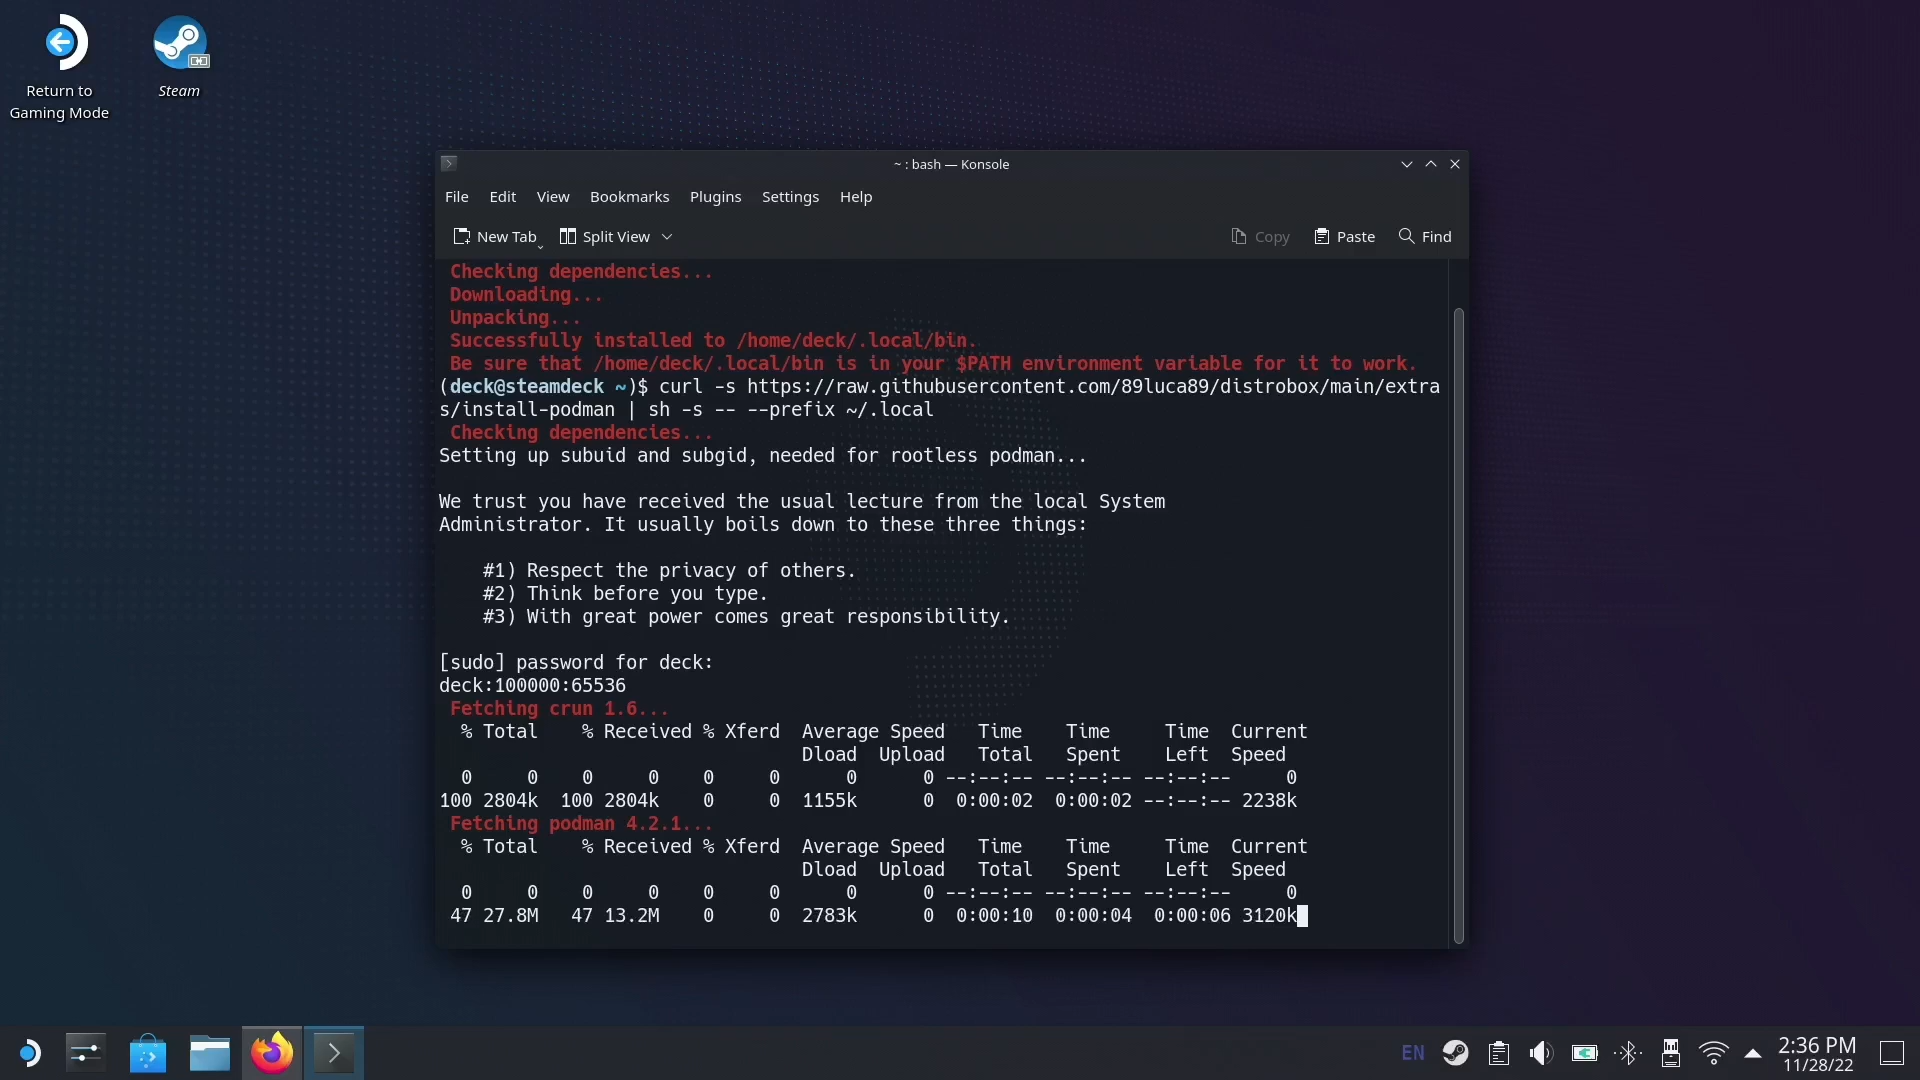 Return to
Gaming Mode
Steam
~ : bash — Konsole
File Edit View Bookmarks Plugins Settings Help
New Tab Split View Copy Paste Find
Checking dependencies...
Downloading...
Unpacking...
Successfully installed to /home/deck/.local/bin.
Be sure that /home/deck/.local/bin is in your $PATH environment variable for it to work.
(deck@steamdeck ~)$ curl -s https://raw.githubusercontent.com/89luca89/distrobox/main/extra
s/install-podman | sh -s -- --prefix ~/.local
Checking dependencies...
Setting up subuid and subgid, needed for rootless podman...
We trust you have received the usual lecture from the local System
Administrator. It usually boils down to these three things:
#1) Respect the privacy of others.
#2) Think before you type.
#3) With great power comes great responsibility.
[sudo] password for deck:
deck:100000:65536
Fetching crun 1.6...
% Total % Received % Xferd Average Speed Time Time Time Current
Dload Upload Total Spent Left Speed
0 0 0 0 0 0 0 0 --:--:-- --:--:-- --:--:-- 0
100 2804k 100 2804k 0 0 1155k 0 0:00:02 0:00:02 --:--:-- 2238k
Fetching podman 4.2.1...
% Total % Received % Xferd Average Speed Time Time Time Current
Dload Upload Total Spent Left Speed
0 0 0 0 0 0 0 0 --:--:-- --:--:-- --:--:-- 0
47 27.8M 47 13.2M 0 0 2783k 0 0:00:10 0:00:04 0:00:06 3120k
EN
2:36 PM
11/28/22